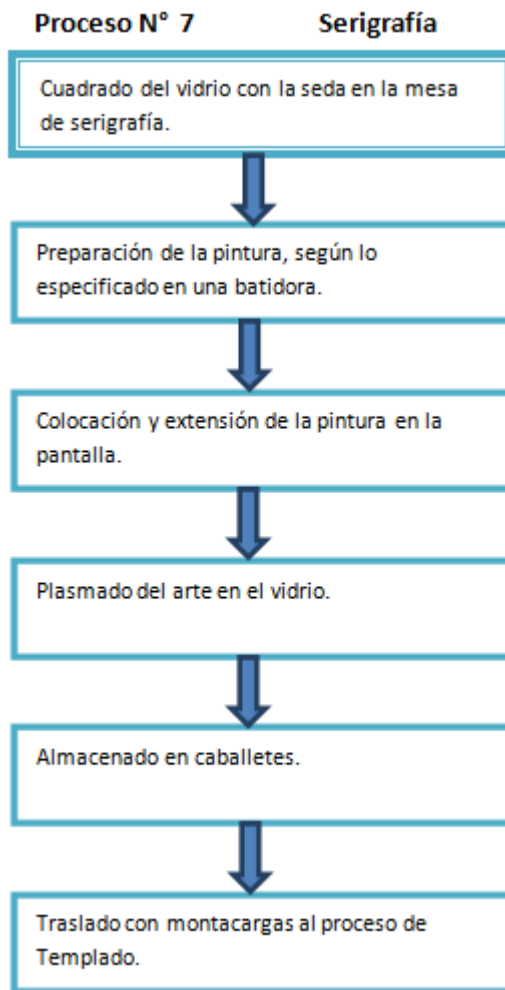 Proceso N° 7 Serigrafía
Cuadrado del vidrio con la seda en la mesa
de serigrafía.
Preparación de la pintura, según lo
especificado en una batidora.
Colocación y extensión de la pintura en la
pantalla.
Plasmado del arte en el vidrio.
Almacenado en caballetes.
Traslado con montacargas al proceso de
Templado.